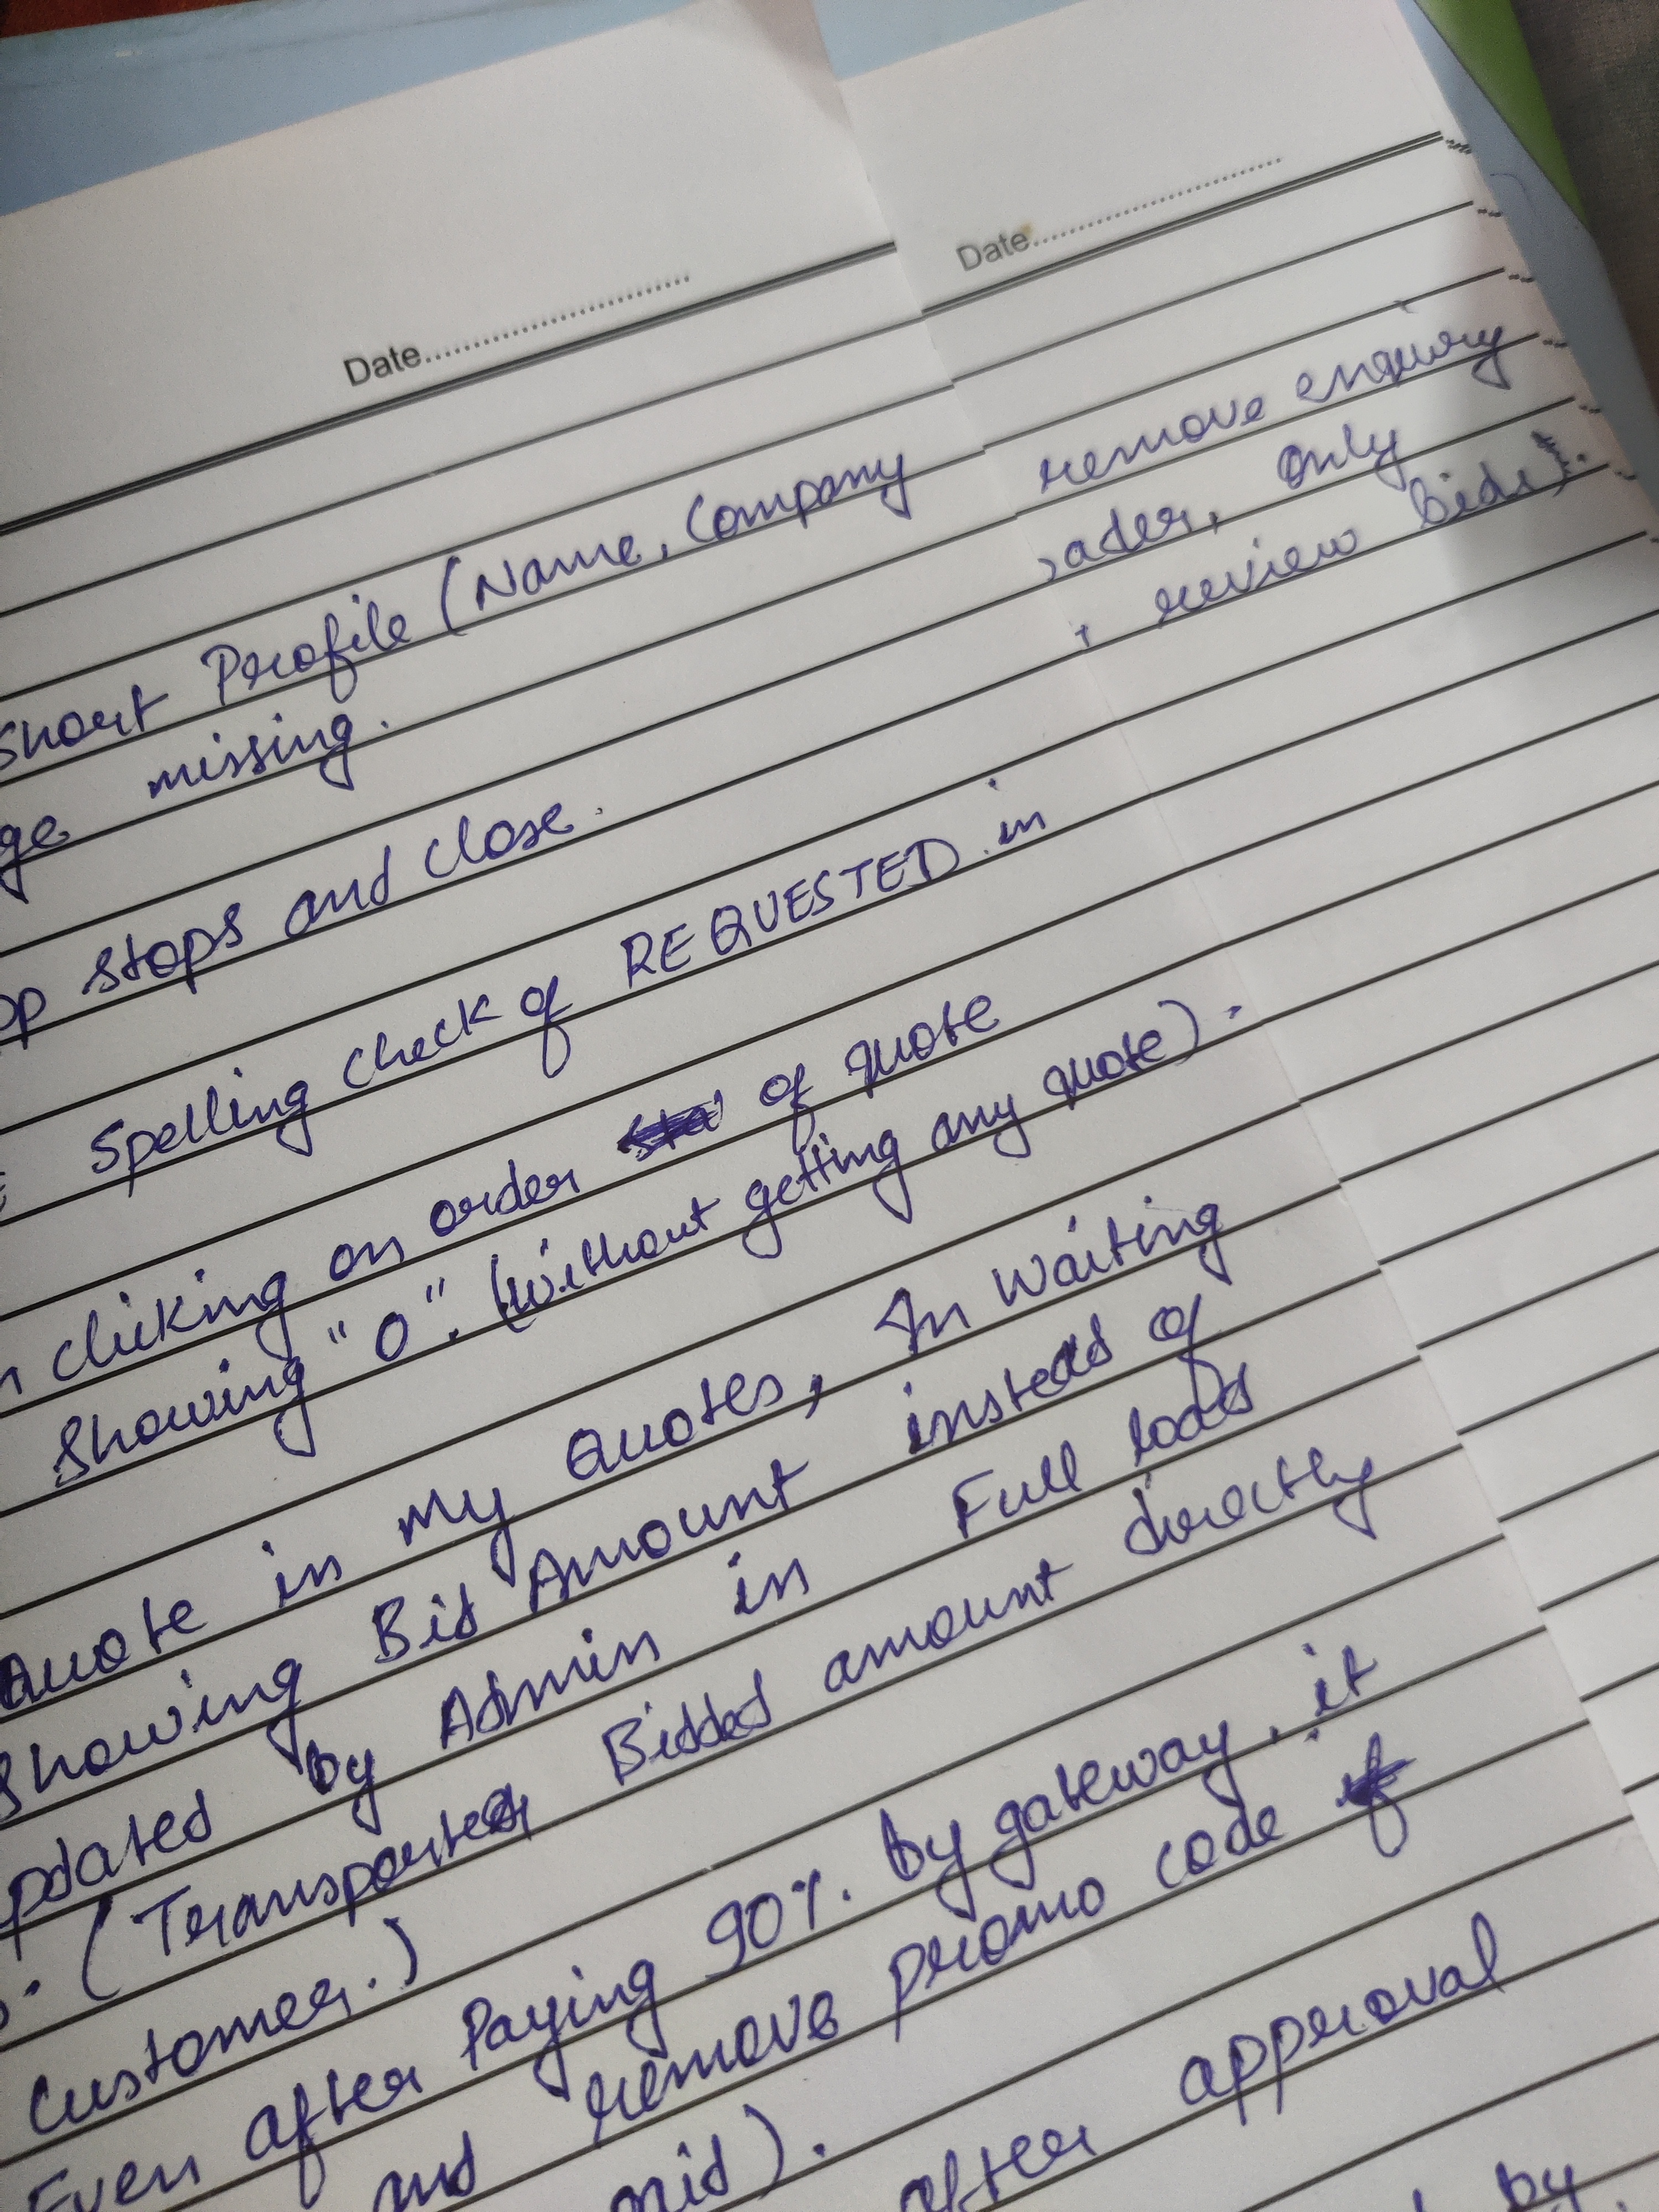 Date
short Profile (Name, Company
ge missing.
op stops and close.
Spelling check of REQUESTED in
clicking on order of quote
showing "0". (without getting any quote).
Quote in my Quotes, In Waiting
showing Bid Amount instead of
pdated by Admin in Full load
(Transporter Bidded amount directly
customer.)
Even after Paying 90%. by gateway, it
and remove promo code
aid).
after approval
by
Date
remove enquiry
ader, only
review bids).